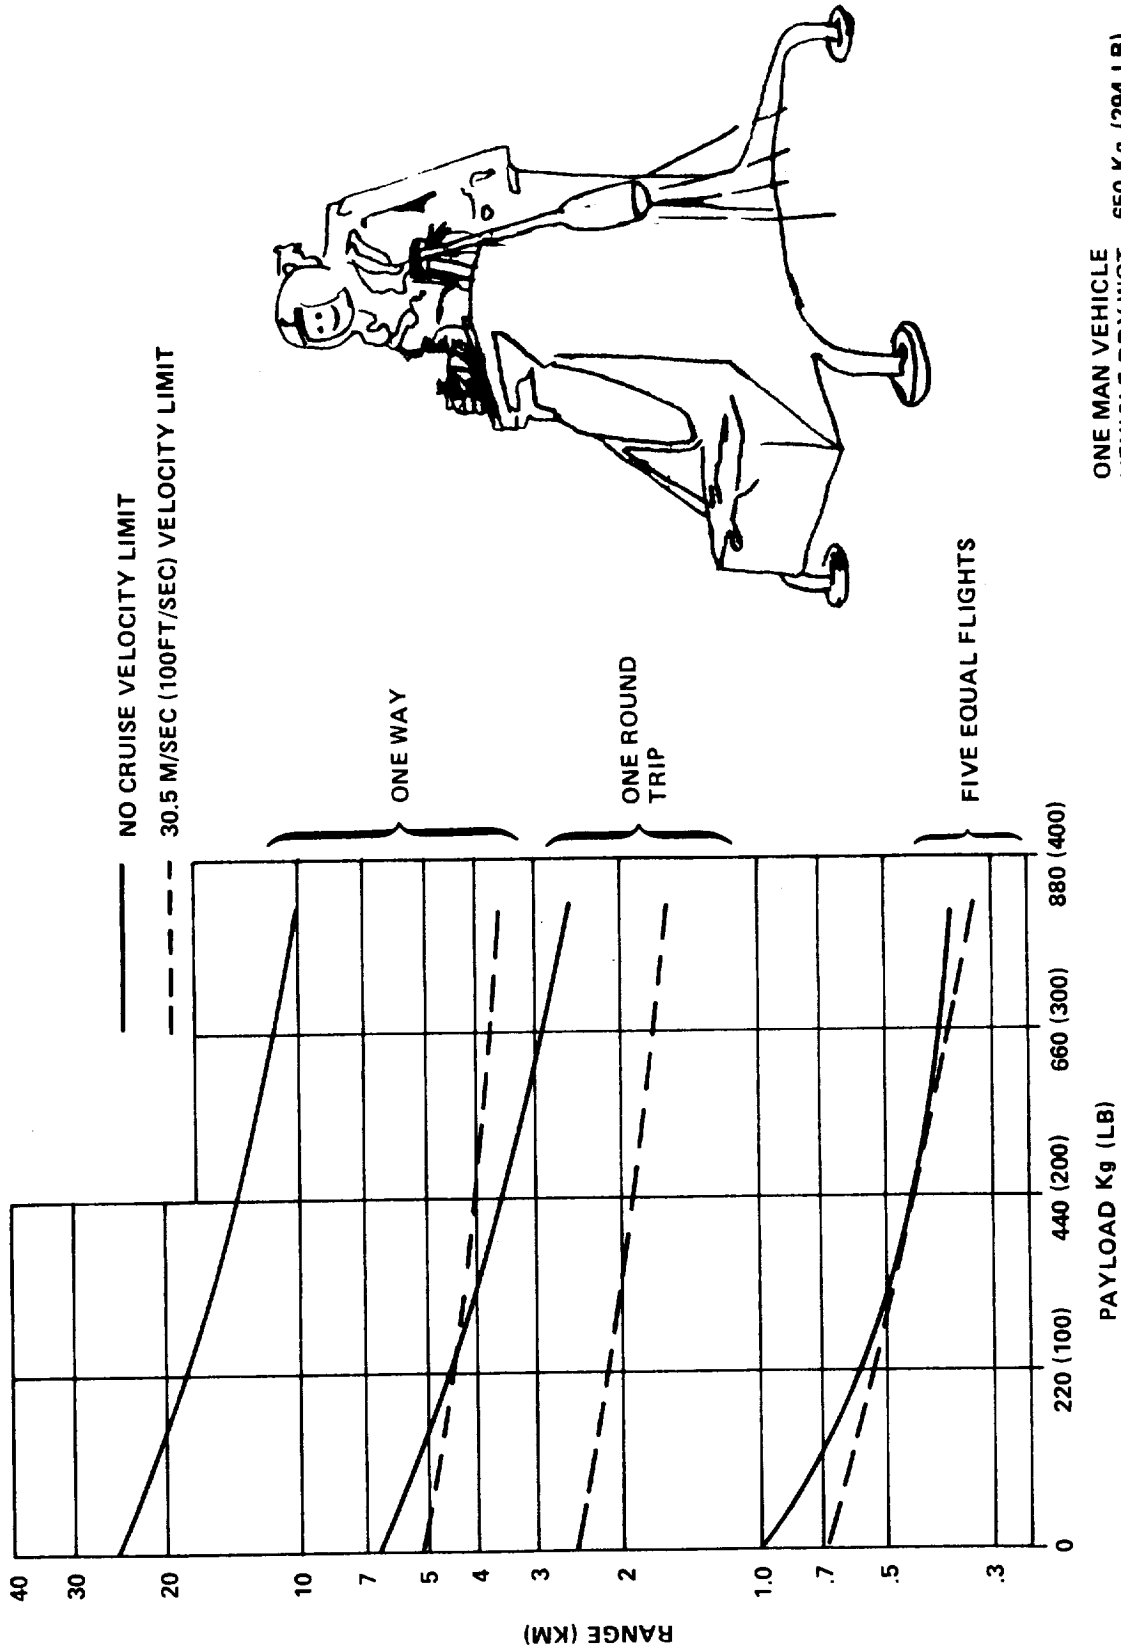 NO CRUISE VELOCITY LIMIT
30.5 M/SEC (100FT/SEC) VELOCITY LIMIT
40
30
20
10
7
5
4
3
2
1.0
.7
.5
.3
RANGE (KM)
ONE WAY
ONE ROUND
TRIP
FIVE EQUAL FLIGHTS
0
220 (100)
440 (200)
660 (300)
880 (400)
PAYLOAD Kg (LB)
ONE MAN VEHICLE